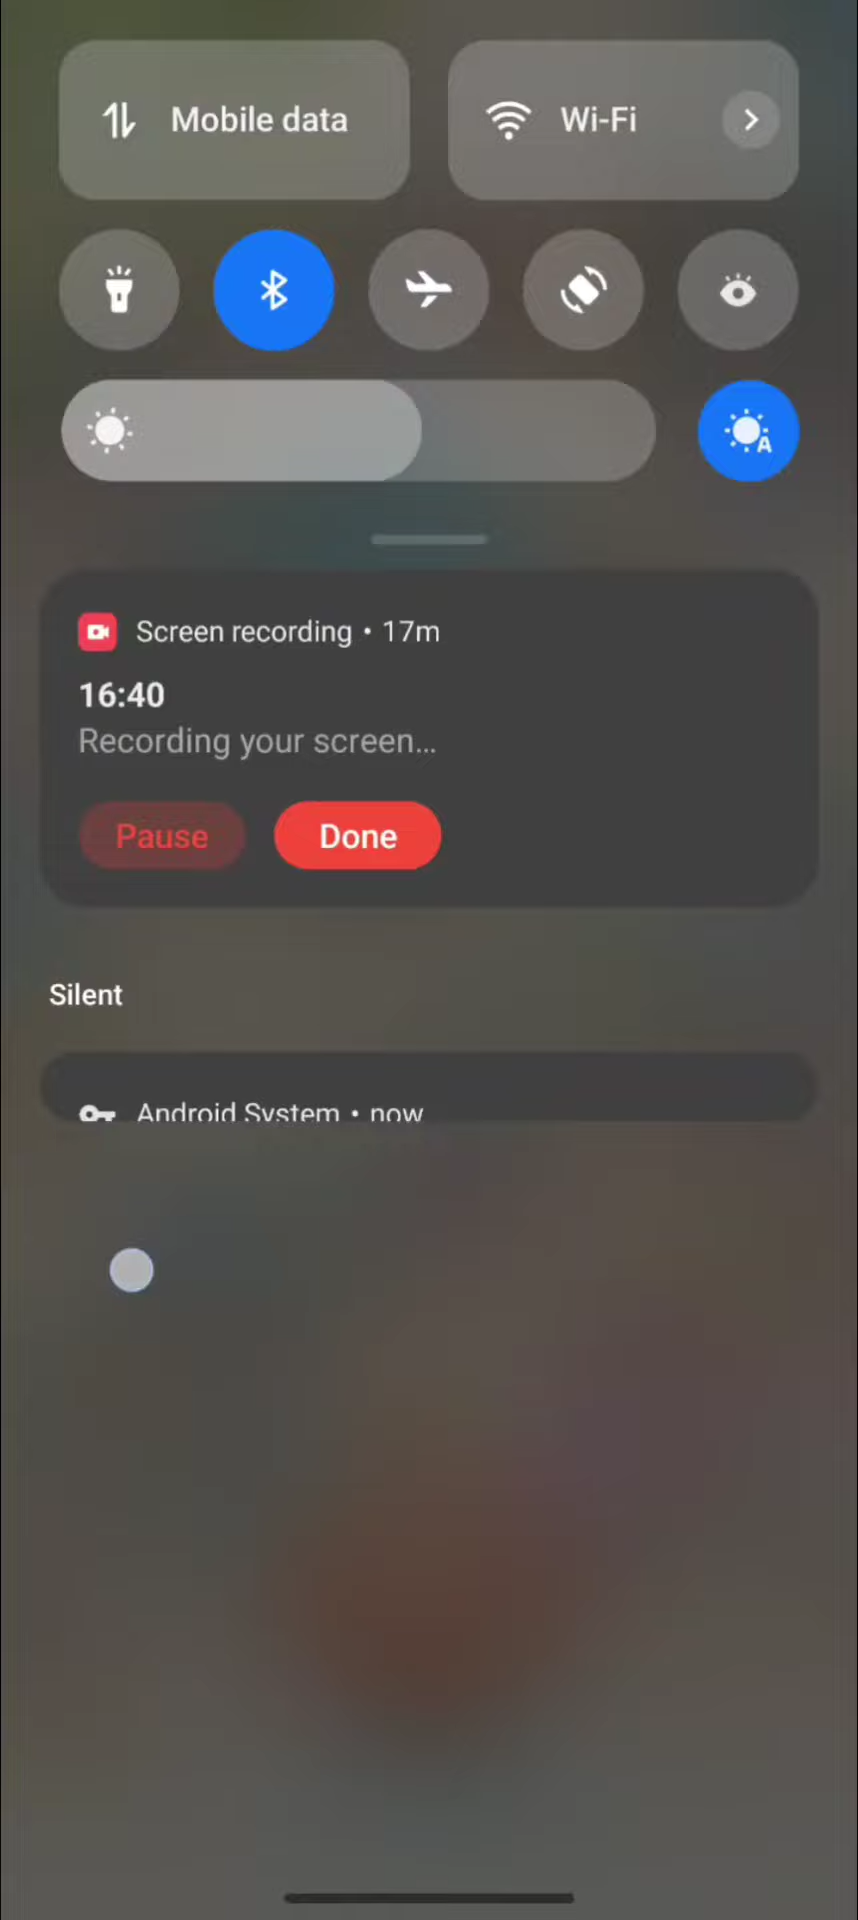 Mobile data
Wi-Fi
A
Screen recording • 17m
16:40
Recording your screen...
Pause
Done
Silent
Android System • now